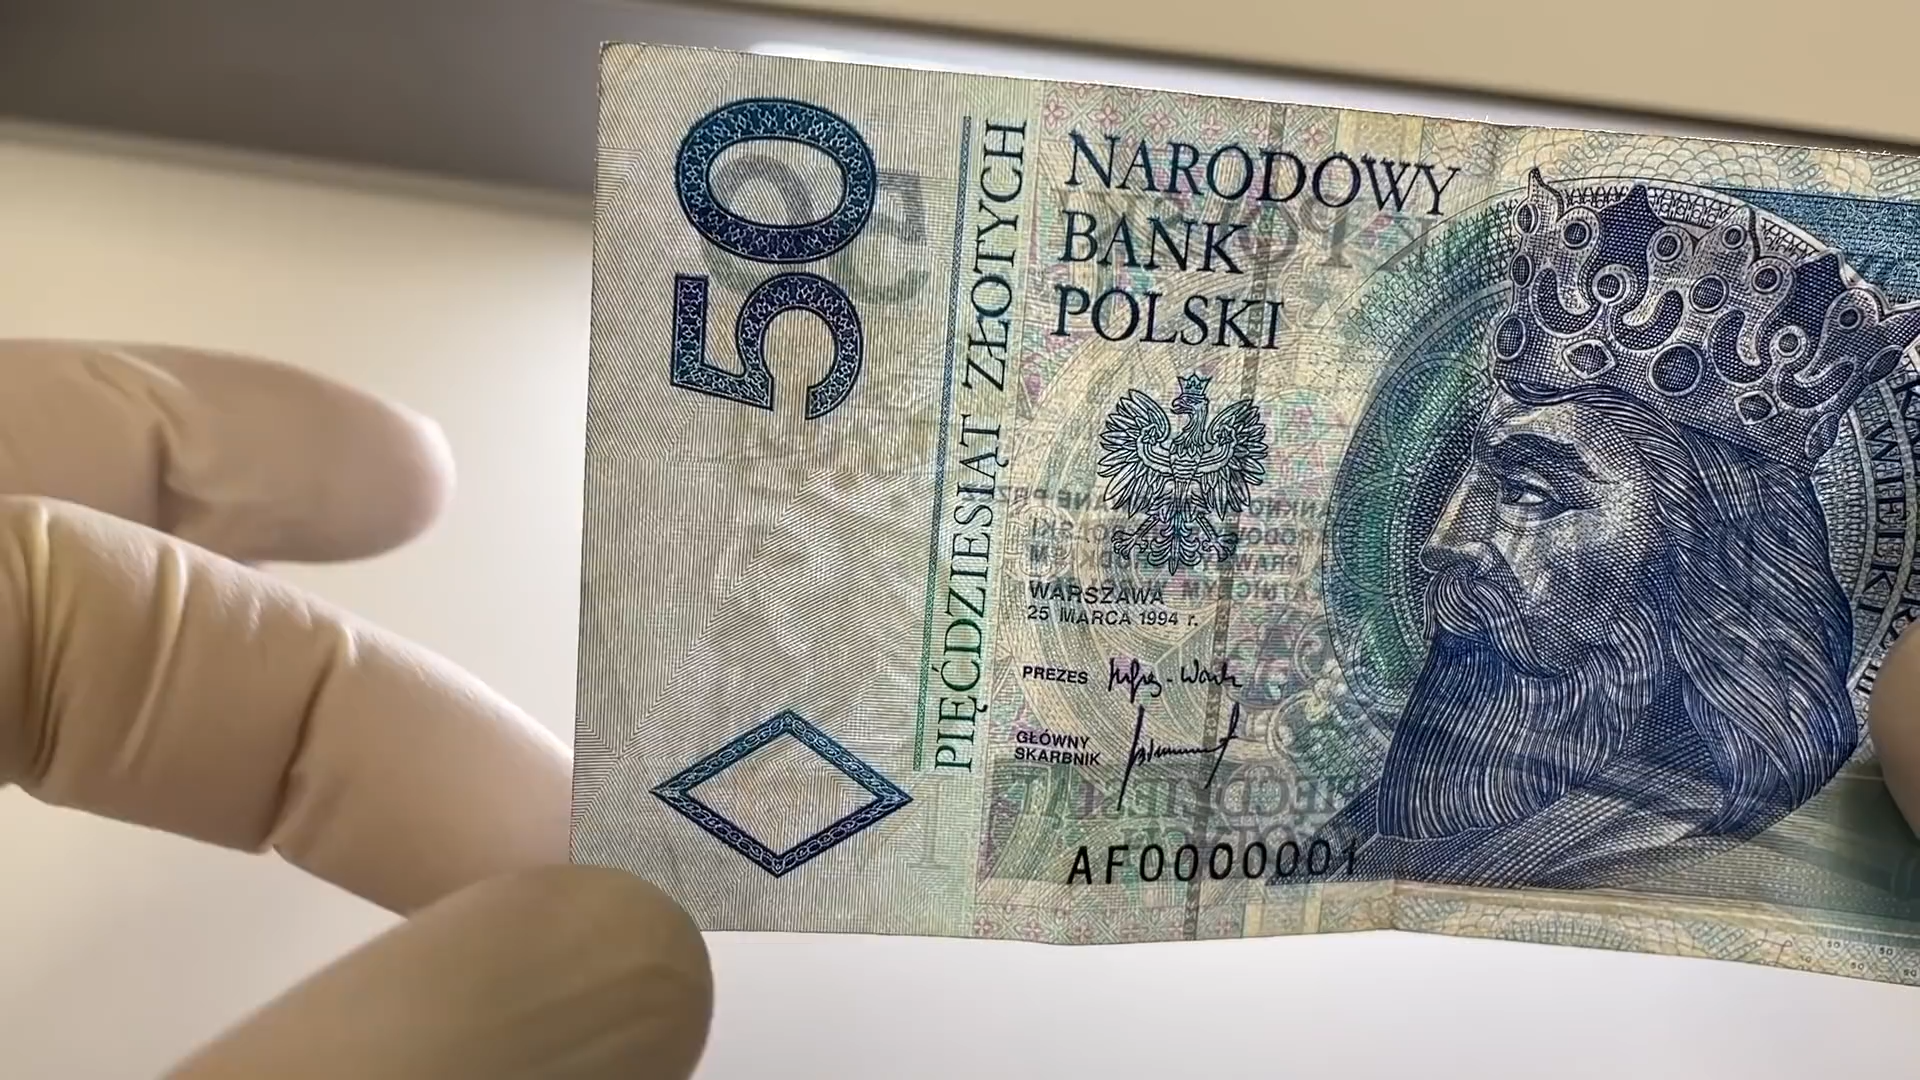 50
PIĘĆDZIESIĄT ZŁOTYCH
NARODOWY
BANK
POLSKI
WARSZAWA
25 MARCA 1994 r.
PREZES
GŁÓWNY
SKARBNIK
AF0000001